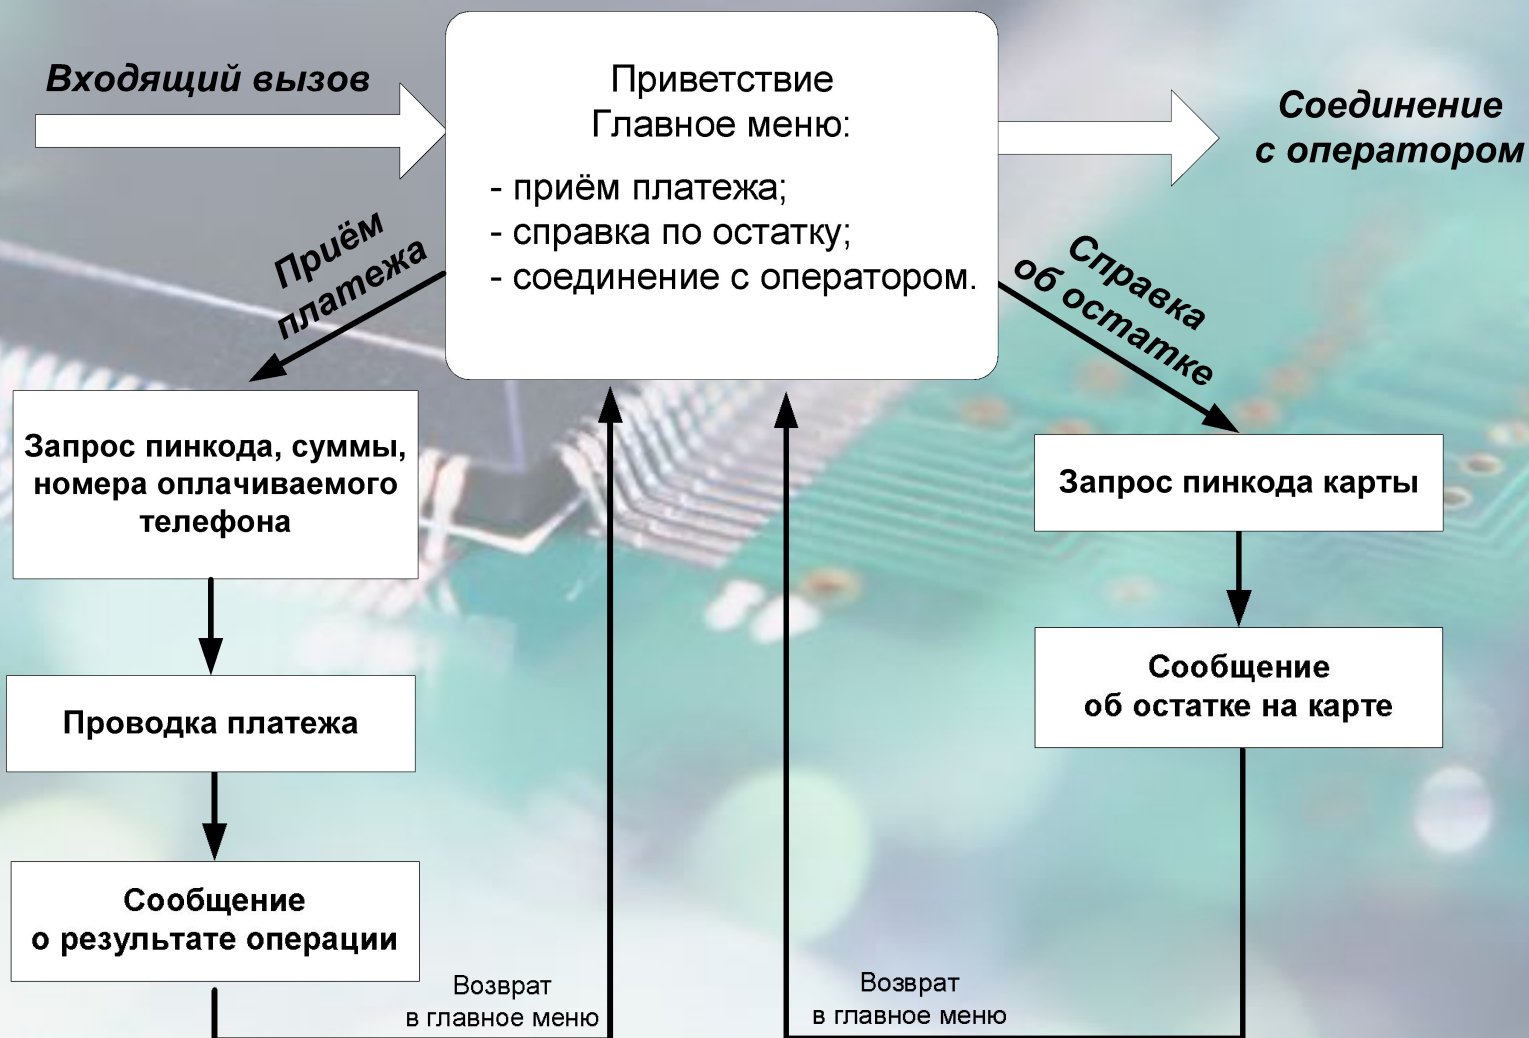 Входящий вызов
Приветствие
Главное меню:
- приём платежа;
- справка по остатку;
- соединение с оператором.
Соединение
с оператором
Приём
платежа
Справка
об остатке
Запрос пинкода, суммы,
номера оплачиваемого
телефона
Запрос пинкода карты
Проводка платежа
Сообщение
об остатке на карте
Сообщение
о результате операции
Возврат
в главное меню
Возврат
в главное меню